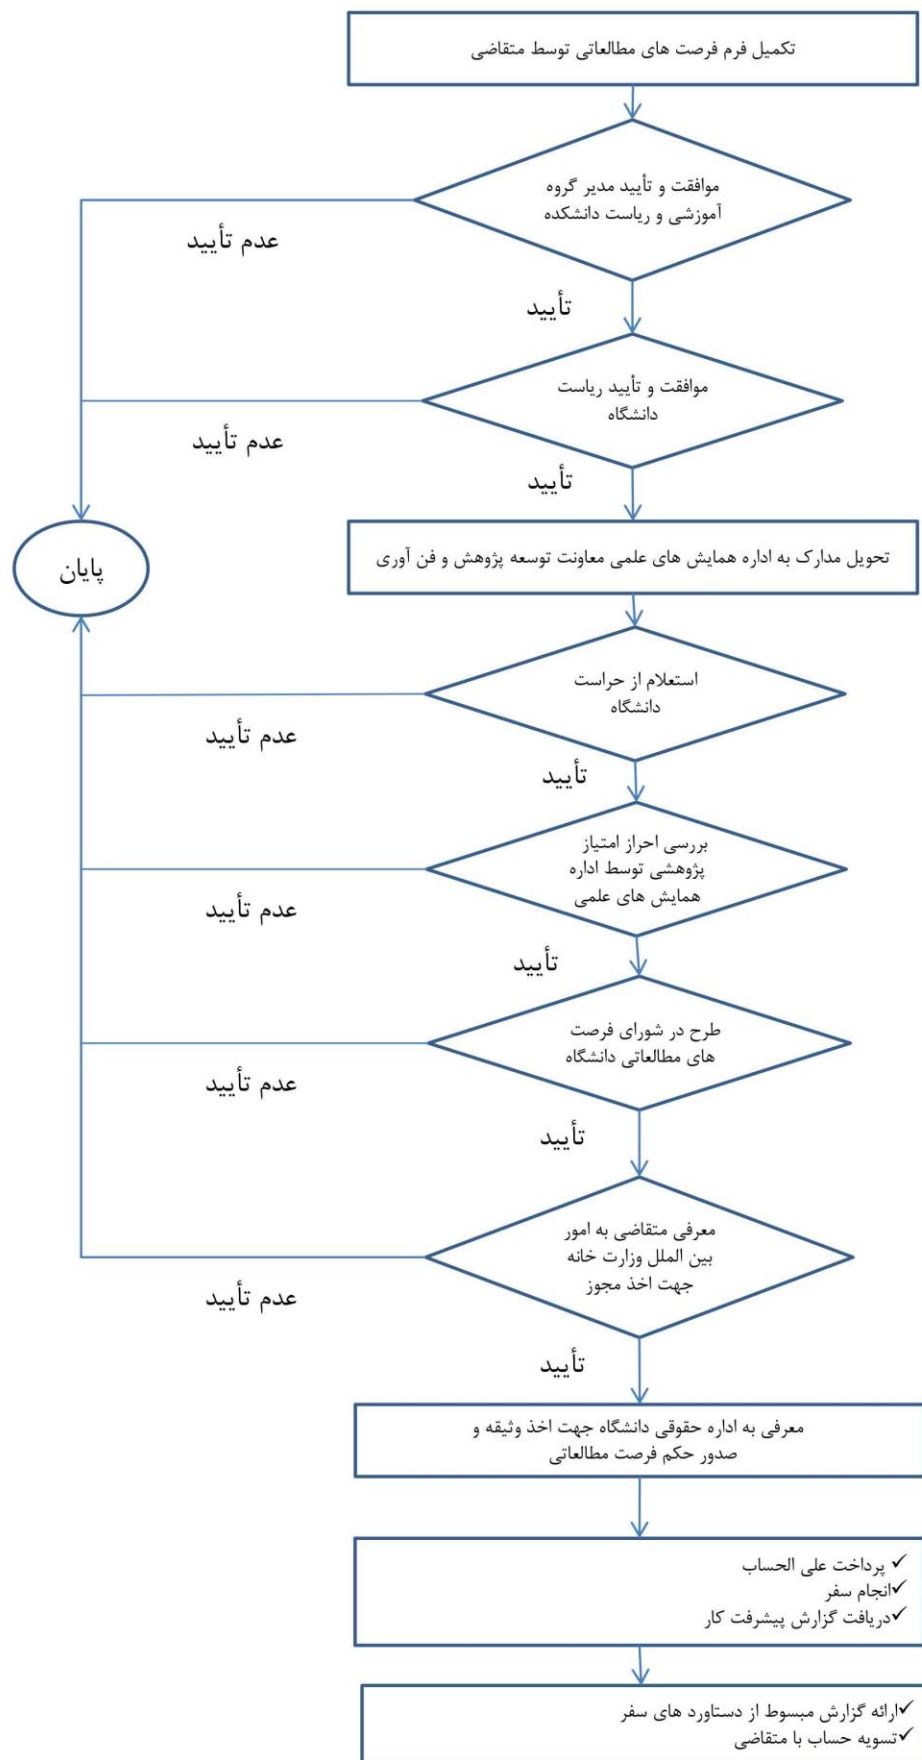 تکمیل فرم فرصت های مطالعاتی توسط متقاضی
موافقت و تأیید مدیر گروه
آموزشی و ریاست دانشکده
عدم تأیید
تأیید
موافقت و تأیید ریاست
دانشگاه
عدم تأیید
تأیید
تحویل مدارک به اداره همایش های علمی معاونت توسعه پژوهش و فن آوری
پایان
استعلام از حراست
دانشگاه
عدم تأیید
تأیید
بررسی احراز امتیاز
پژوهشی توسط اداره
همایش های علمی
عدم تأیید
تأیید
طرح در شورای فرصت
های مطالعاتی دانشگاه
عدم تأیید
تأیید
معرفی متقاضی به امور
بین الملل وزارت خانه
جهت اخذ مجوز
عدم تأیید
تأیید
معرفی به اداره حقوقی دانشگاه جهت اخذ وثیقه و
صدور حکم فرصت مطالعاتی
✓ پرداخت علی الحساب
✓انجام سفر
✓دریافت گزارش پیشرفت کار
✓ارائه گزارش مبسوط از دستاورد های سفر
✓تسویه حساب با متقاضی